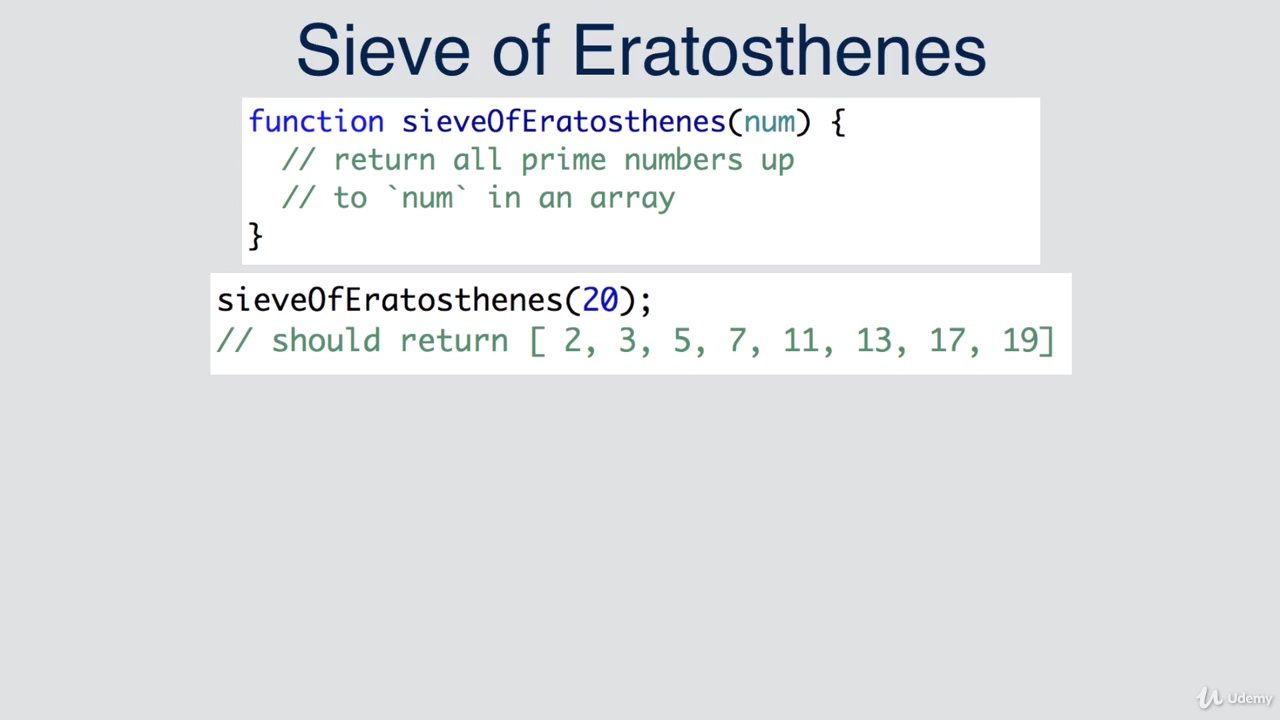 Sieve of Eratosthenes
function sieveOfEratosthenes(num) {
// return all prime numbers up
// to `num` in an array
}
sieveOfEratosthenes(20);
// should return [ 2, 3, 5, 7, 11, 13, 17, 19]
Udemy